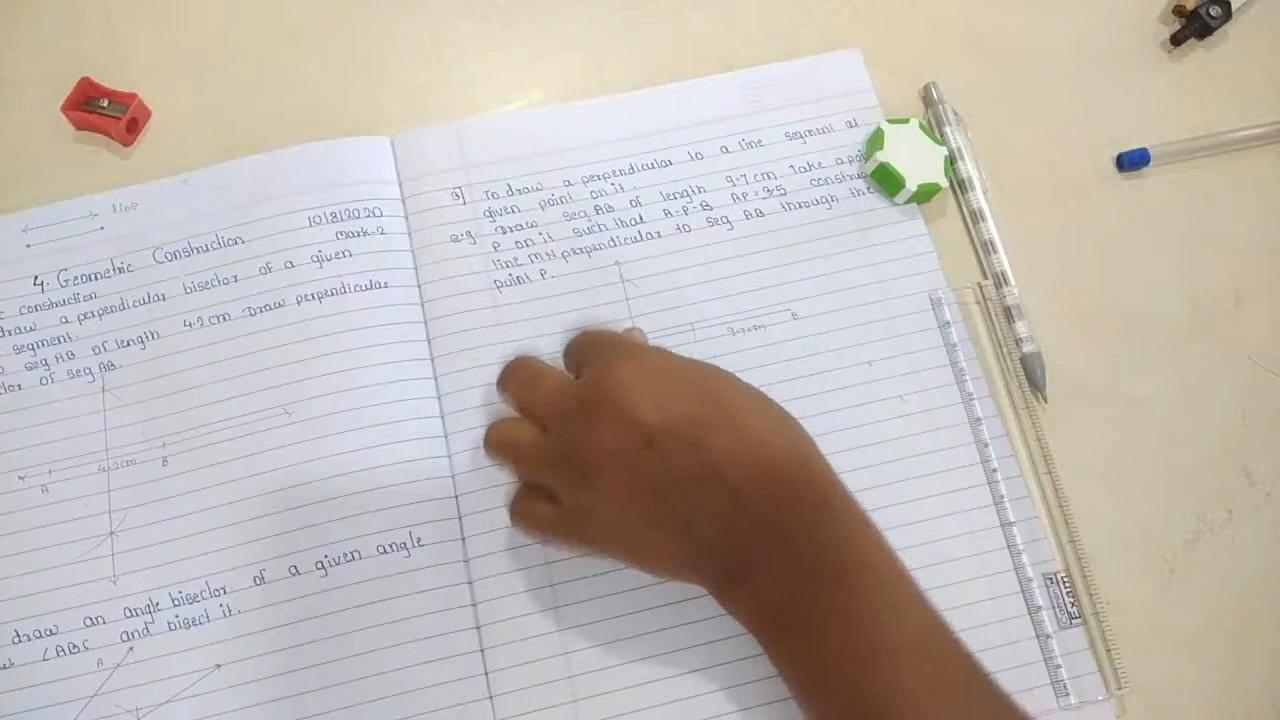 line
10/8/2020
4. Geometric Construction
Mark-2
construction
draw a perpendicular bisector of a given
segment.
seg AB of length 4.2 cm Draw perpendicular
of seg AB.
4.2cm
A
B
draw an angle bisector of a given angle
∠ABC and bisect it.
A
3] To draw a perpendicular to a line segment at
given point on it.
e.g. Draw seg AB of length 9.7 cm Take a
P on it such that A-P-B AP=3.5
line MN perpendicular to seg AB through the
point P.
9.7cm
B
Exam